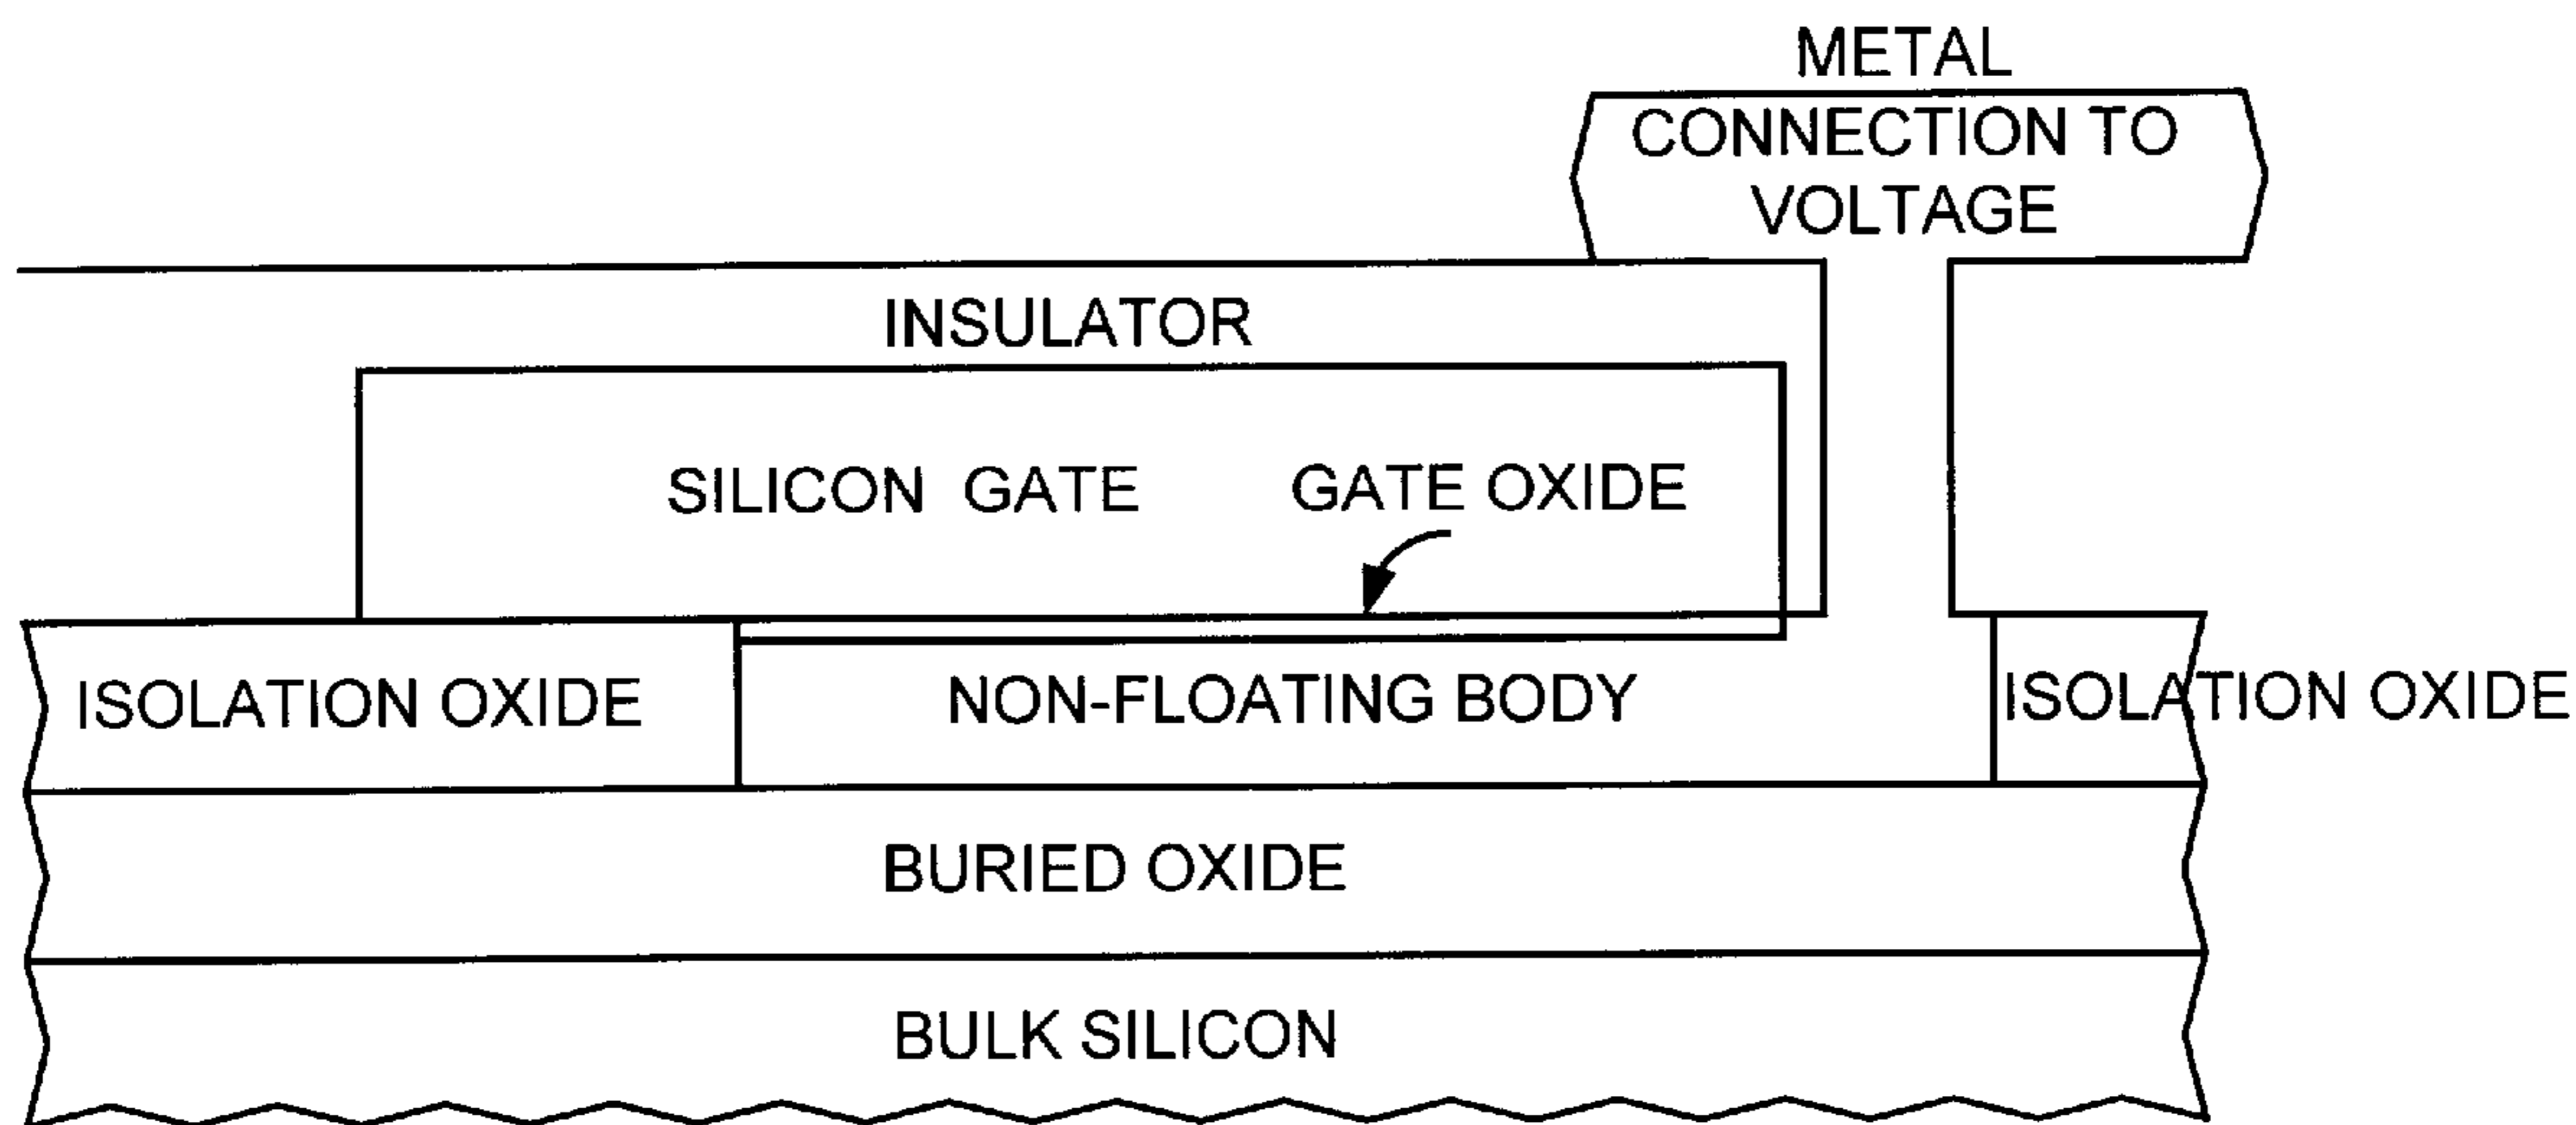 METAL
CONNECTION TO
VOLTAGE
INSULATOR
SILICON GATE
GATE OXIDE
ISOLATION OXIDE
NON-FLOATING BODY
ISOLATION OXIDE
BURIED OXIDE
BULK SILICON